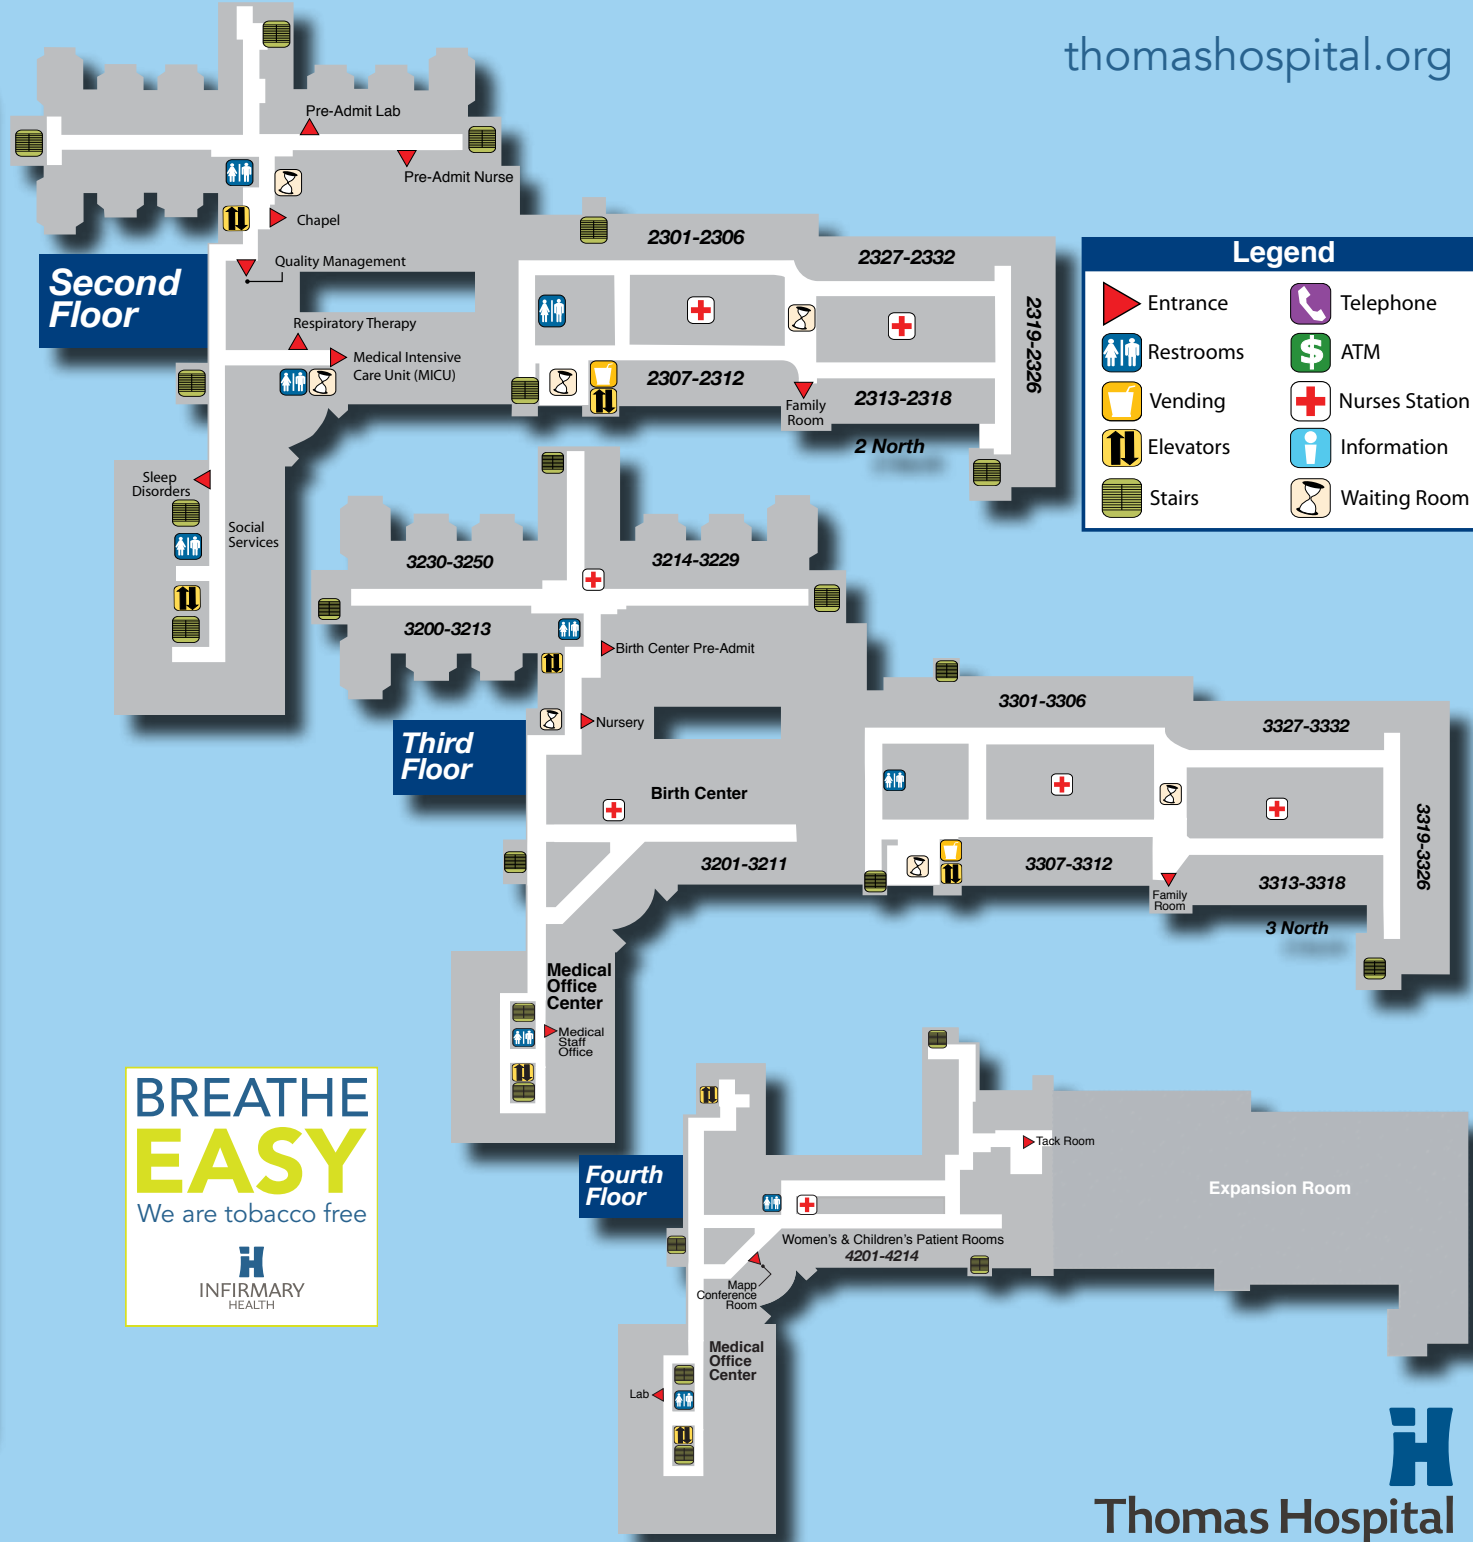 thomashospital.org
Pre-Admit Lab
Pre-Admit Nurse
Chapel
Quality Management
Second
Floor
Respiratory Therapy
Medical Intensive
Care Unit (MICU)
2301-2306
2327-2332
2319-2326
2307-2312
2313-2318
Family
Room
2 North
Sleep
Disorders
Social
Services
Legend
Entrance
Telephone
Restrooms
ATM
Vending
Nurses Station
Elevators
Information
Stairs
Waiting Room
3230-3250
3214-3229
3200-3213
Birth Center Pre-Admit
Nursery
Third
Floor
Birth Center
3201-3211
3301-3306
3327-3332
3319-3326
3307-3312
3313-3318
Family
Room
3 North
Medical
Office
Center
Medical
Staff
Office
Fourth
Floor
Tack Room
Expansion Room
Women's & Children's Patient Rooms
4201-4214
Mapp
Conference
Room
Medical
Office
Center
Lab
BREATHE
EASY
We are tobacco free
INFIRMARY
HEALTH
Thomas Hospital